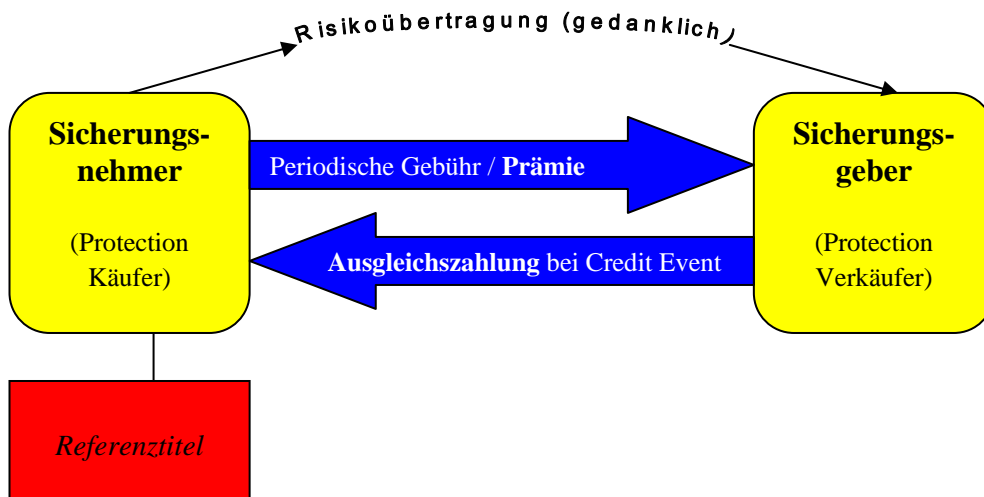 Risikoübertragung (gedanklich)
Sicherungs-
nehmer
(Protection
Käufer)
Periodische Gebühr / Prämie
Ausgleichszahlung bei Credit Event
Sicherungs-
geber
(Protection
Verkäufer)
Referenztitel